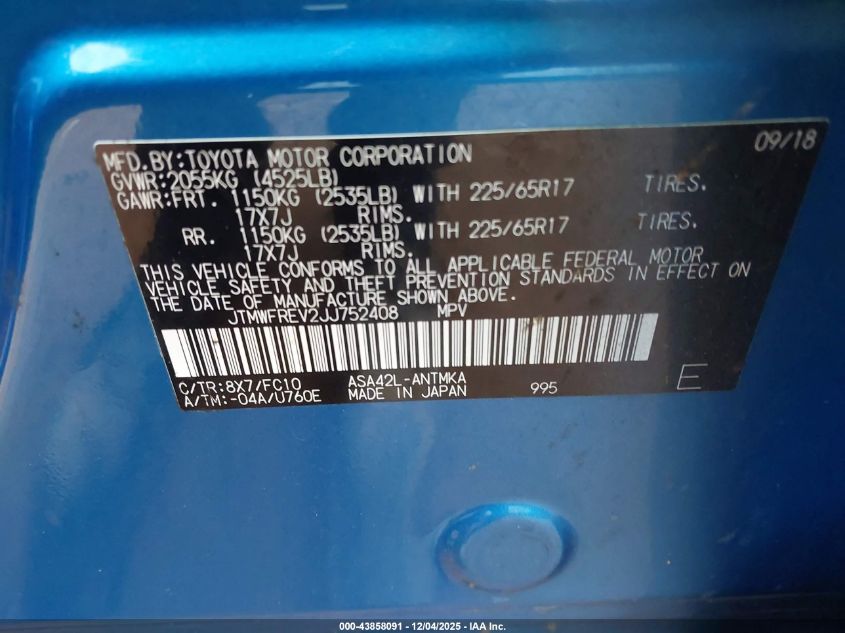 09/18
MFD.BY:TOYOTA MOTOR CORPORATION
GVWR:2055KG (4525LB)
GAWR:FRT. 1150KG (2535LB) WITH 225/65R17 TIRES.
17X7J RIMS.
RR. 1150KG (2535LB) WITH 225/65R17 TIRES.
17X7J RIMS.
THIS VEHICLE CONFORMS TO ALL APPLICABLE FEDERAL MOTOR
VEHICLE SAFETY AND THEFT PREVENTION STANDARDS IN EFFECT ON
THE DATE OF MANUFACTURE SHOWN ABOVE.
JTMWFREV2JJ752408 MPV
C/TR:8X7/FC10 ASA42L-ANTMKA
A/TM:-04A/U760E MADE IN JAPAN 995 E
000-43858091 - 12/04/2025 - IAA Inc.